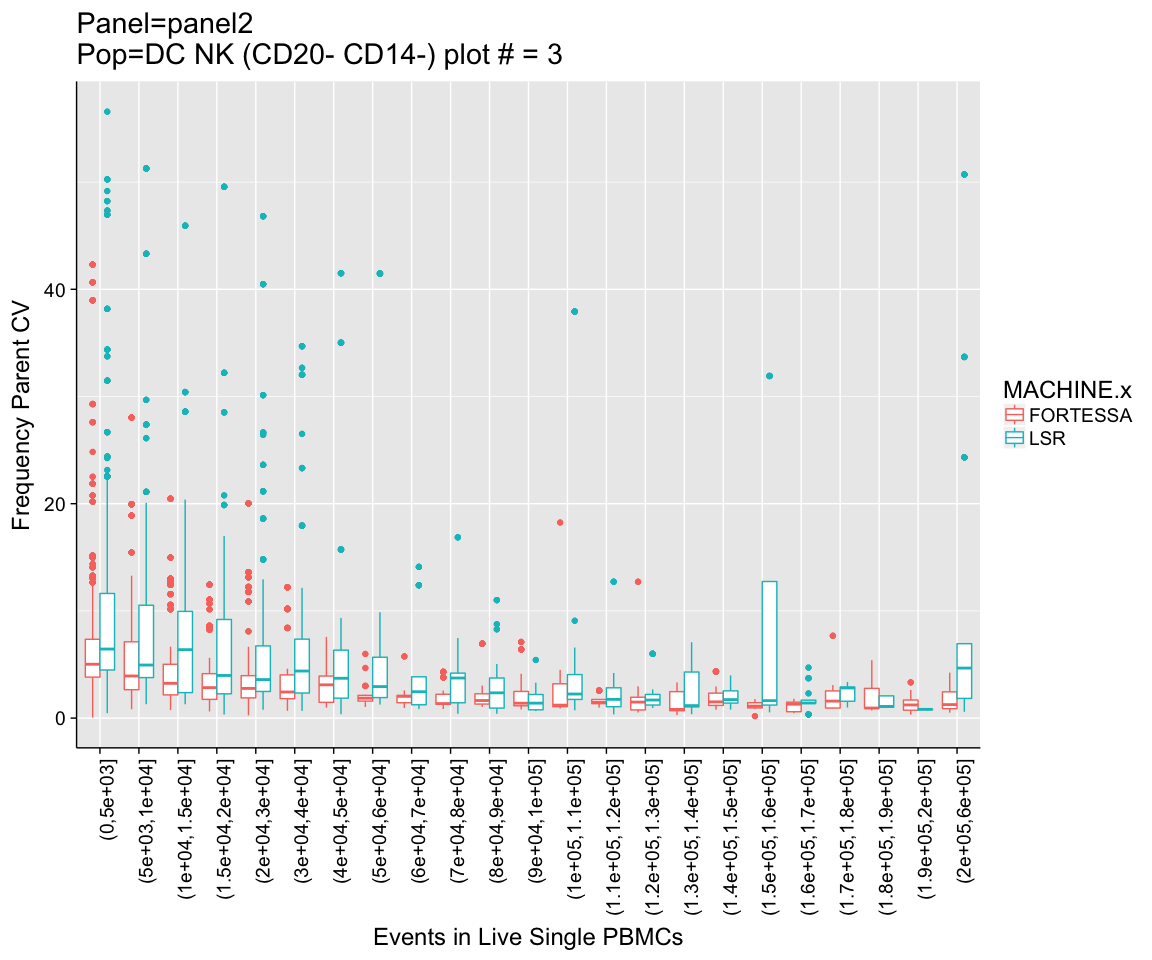 Panel=panel2
Pop=DC NK (CD20- CD14-) plot # = 3
Frequency Parent CV
40
20
0
MACHINE.x
FORTESSA
LSR
(0,5e+03]
(5e+03,1e+04]
(1e+04,1.5e+04]
(1.5e+04,2e+04]
(2e+04,3e+04]
(3e+04,4e+04]
(4e+04,5e+04]
(5e+04,6e+04]
(6e+04,7e+04]
(7e+04,8e+04]
(8e+04,9e+04]
(9e+04,1e+05]
(1e+05,1.1e+05]
(1.1e+05,1.2e+05]
(1.2e+05,1.3e+05]
(1.3e+05,1.4e+05]
(1.4e+05,1.5e+05]
(1.5e+05,1.6e+05]
(1.6e+05,1.7e+05]
(1.7e+05,1.8e+05]
(1.8e+05,1.9e+05]
(1.9e+05,2e+05]
(2e+05,6e+05]
Events in Live Single PBMCs